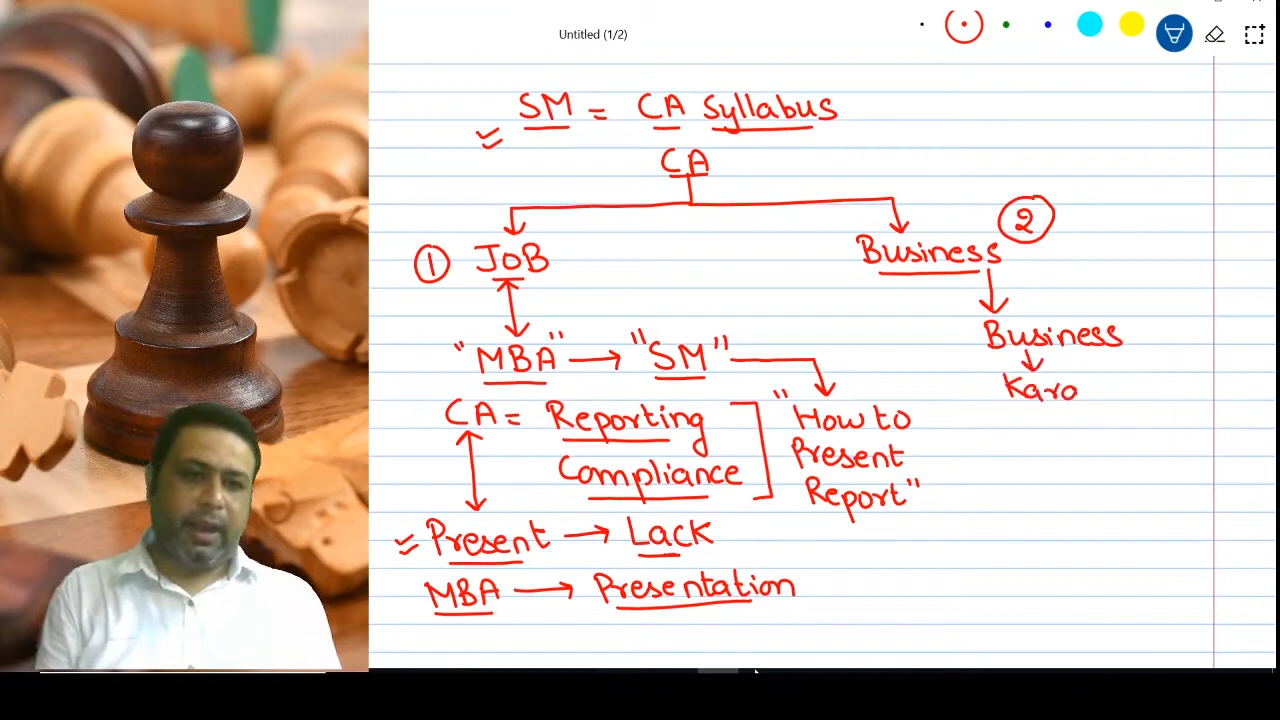 Untitled (1/2)
SM = CA Syllabus
CA
① JOB
Business ②
Business
Karo
"MBA" → "SM"
CA = Reporting
Compliance
"How to
Present
Report"
Present → Lack
MBA → Presentation